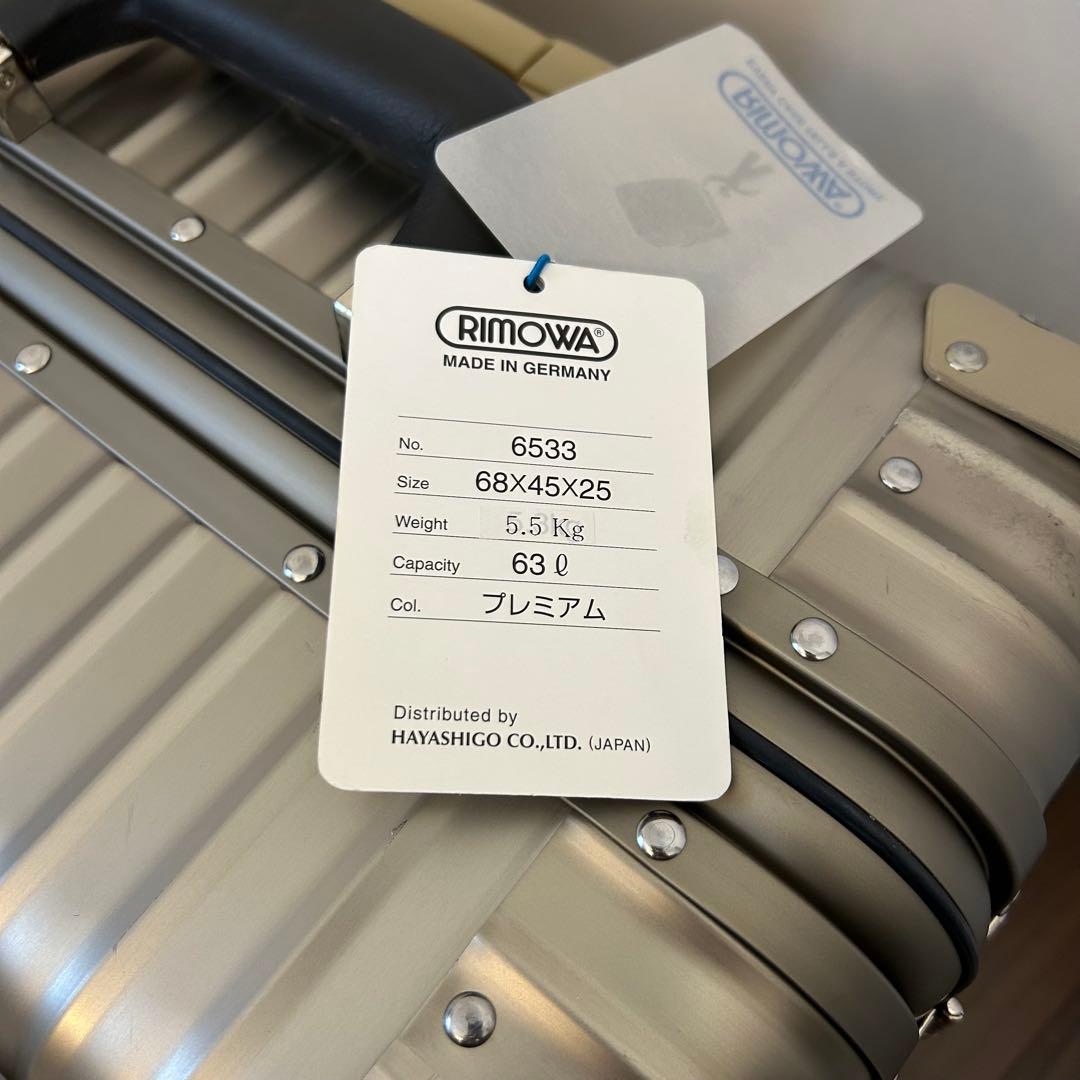 RIMOWA®
MADE IN GERMANY
No. 6533
Size 68X45X25
Weight 5.5 Kg
Capacity 63 ℓ
Col. プレミアム
Distributed by
HAYASHIGO CO.,LTD. (JAPAN)
RIMOWA®